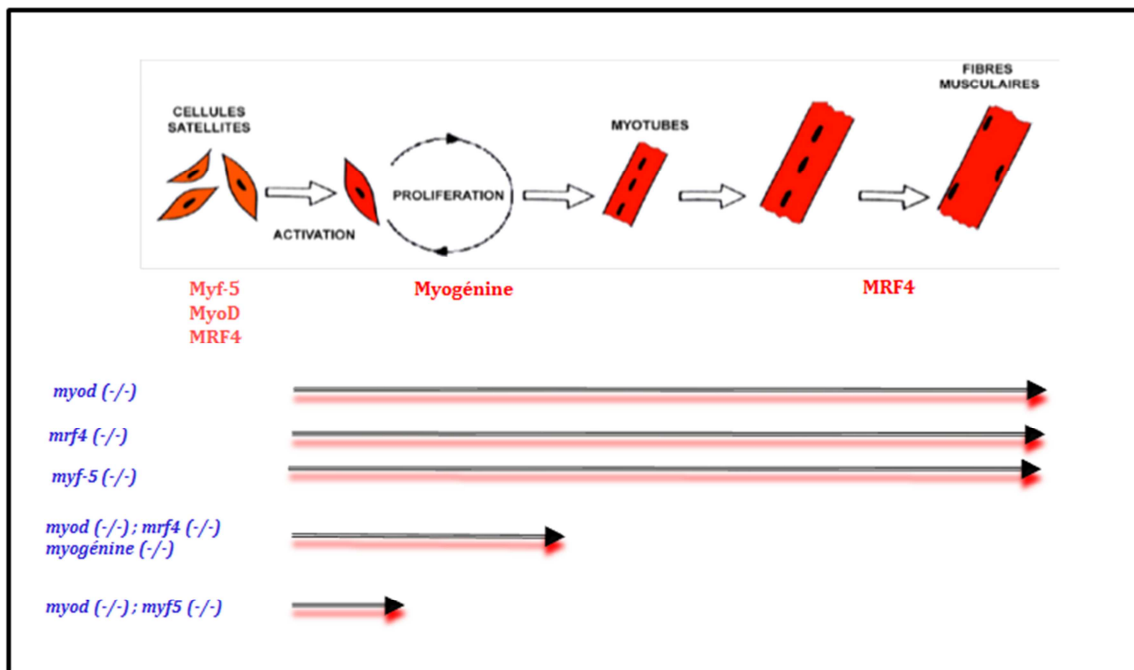 CELLULES
SATELLITES
ACTIVATION
PROLIFERATION
MYOTUBES
FIBRES
MUSCULAIRES
Myf-5
MyoD
MRF4
Myogénine
MRF4
myod (-/-)
mrf4 (-/-)
myf-5 (-/-)
myod (-/-) ; mrf4 (-/-)
myogénine (-/-)
myod (-/-) ; myf5 (-/-)